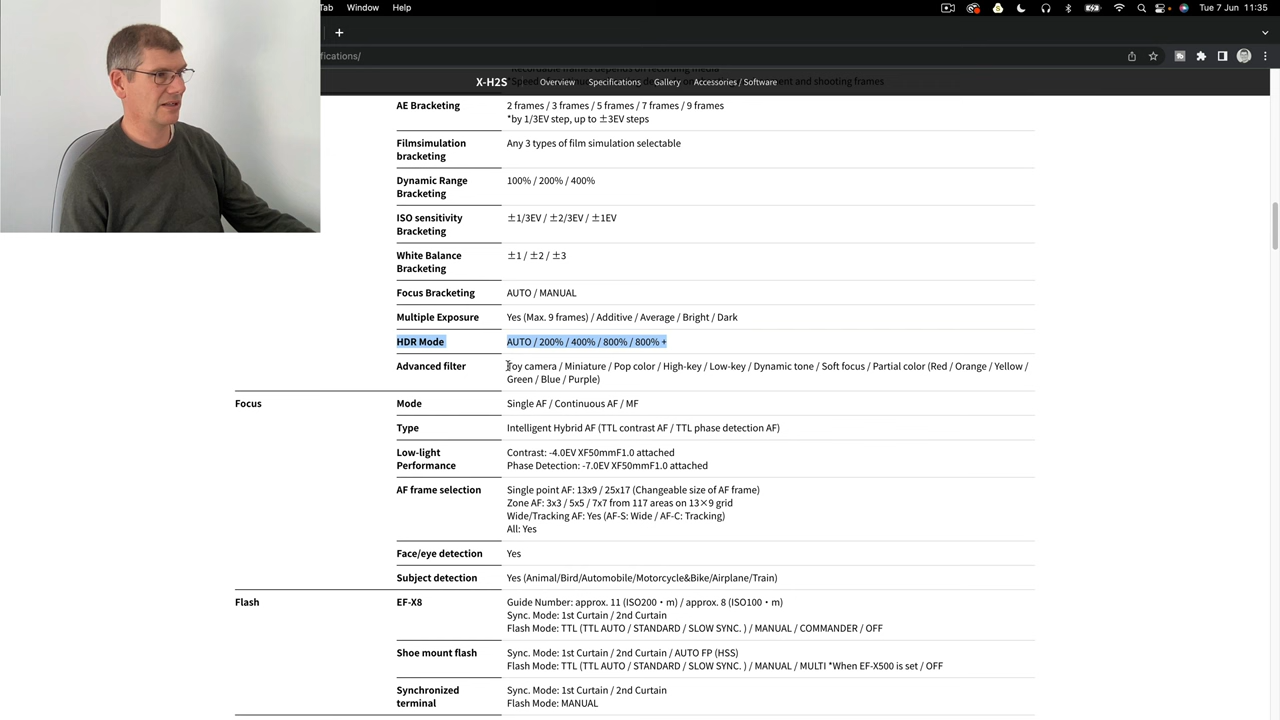 Tab Window Help Tue 7 Jun 11:35
+
fications/
X-H2S Overview Specifications Gallery Accessories / Software
AE Bracketing 2 frames / 3 frames / 5 frames / 7 frames / 9 frames
*by 1/3EV step, up to ±3EV steps
Filmsimulation Any 3 types of film simulation selectable
bracketing
Dynamic Range 100% / 200% / 400%
Bracketing
ISO sensitivity ±1/3EV / ±2/3EV / ±1EV
Bracketing
White Balance ±1 / ±2 / ±3
Bracketing
Focus Bracketing AUTO / MANUAL
Multiple Exposure Yes (Max. 9 frames) / Additive / Average / Bright / Dark
HDR Mode AUTO / 200% / 400% / 800% / 800% +
Advanced filter Toy camera / Miniature / Pop color / High-key / Low-key / Dynamic tone / Soft focus / Partial color (Red / Orange / Yellow /
Green / Blue / Purple)
Focus Mode Single AF / Continuous AF / MF
Type Intelligent Hybrid AF (TTL contrast AF / TTL phase detection AF)
Low-light Contrast: -4.0EV XF50mmF1.0 attached
Performance Phase Detection: -7.0EV XF50mmF1.0 attached
AF frame selection Single point AF: 13x9 / 25x17 (Changeable size of AF frame)
Zone AF: 3x3 / 5x5 / 7x7 from 117 areas on 13×9 grid
Wide/Tracking AF: Yes (AF-S: Wide / AF-C: Tracking)
All: Yes
Face/eye detection Yes
Subject detection Yes (Animal/Bird/Automobile/Motorcycle&Bike/Airplane/Train)
Flash EF-X8 Guide Number: approx. 11 (ISO200・m) / approx. 8 (ISO100・m)
Sync. Mode: 1st Curtain / 2nd Curtain
Flash Mode: TTL (TTL AUTO / STANDARD / SLOW SYNC. ) / MANUAL / COMMANDER / OFF
Shoe mount flash Sync. Mode: 1st Curtain / 2nd Curtain / AUTO FP (HSS)
Flash Mode: TTL (TTL AUTO / STANDARD / SLOW SYNC. ) / MANUAL / MULTI *When EF-X500 is set / OFF
Synchronized Sync. Mode: 1st Curtain / 2nd Curtain
terminal Flash Mode: MANUAL